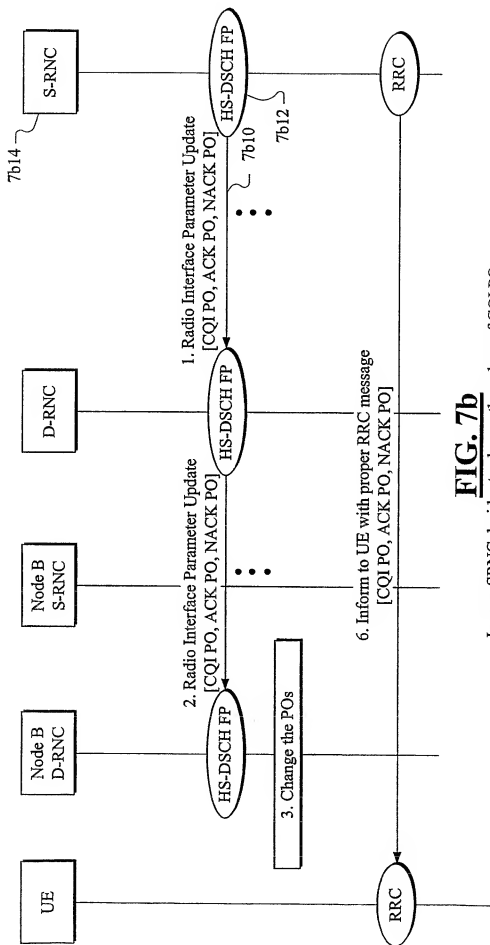 UE
Node B
D-RNC
Node B
S-RNC
D-RNC
S-RNC
7b14
2. Radio Interface Parameter Update
[CQI PO, ACK PO, NACK PO]
1. Radio Interface Parameter Update
[CQI PO, ACK PO, NACK PO]
HS-DSCH FP
HS-DSCH FP
HS-DSCH FP
7b10
7b12
3. Change the POs
6. Inform to UE with proper RRC message
[CQI PO, ACK PO, NACK PO]
RRC
RRC
FIG. 7b